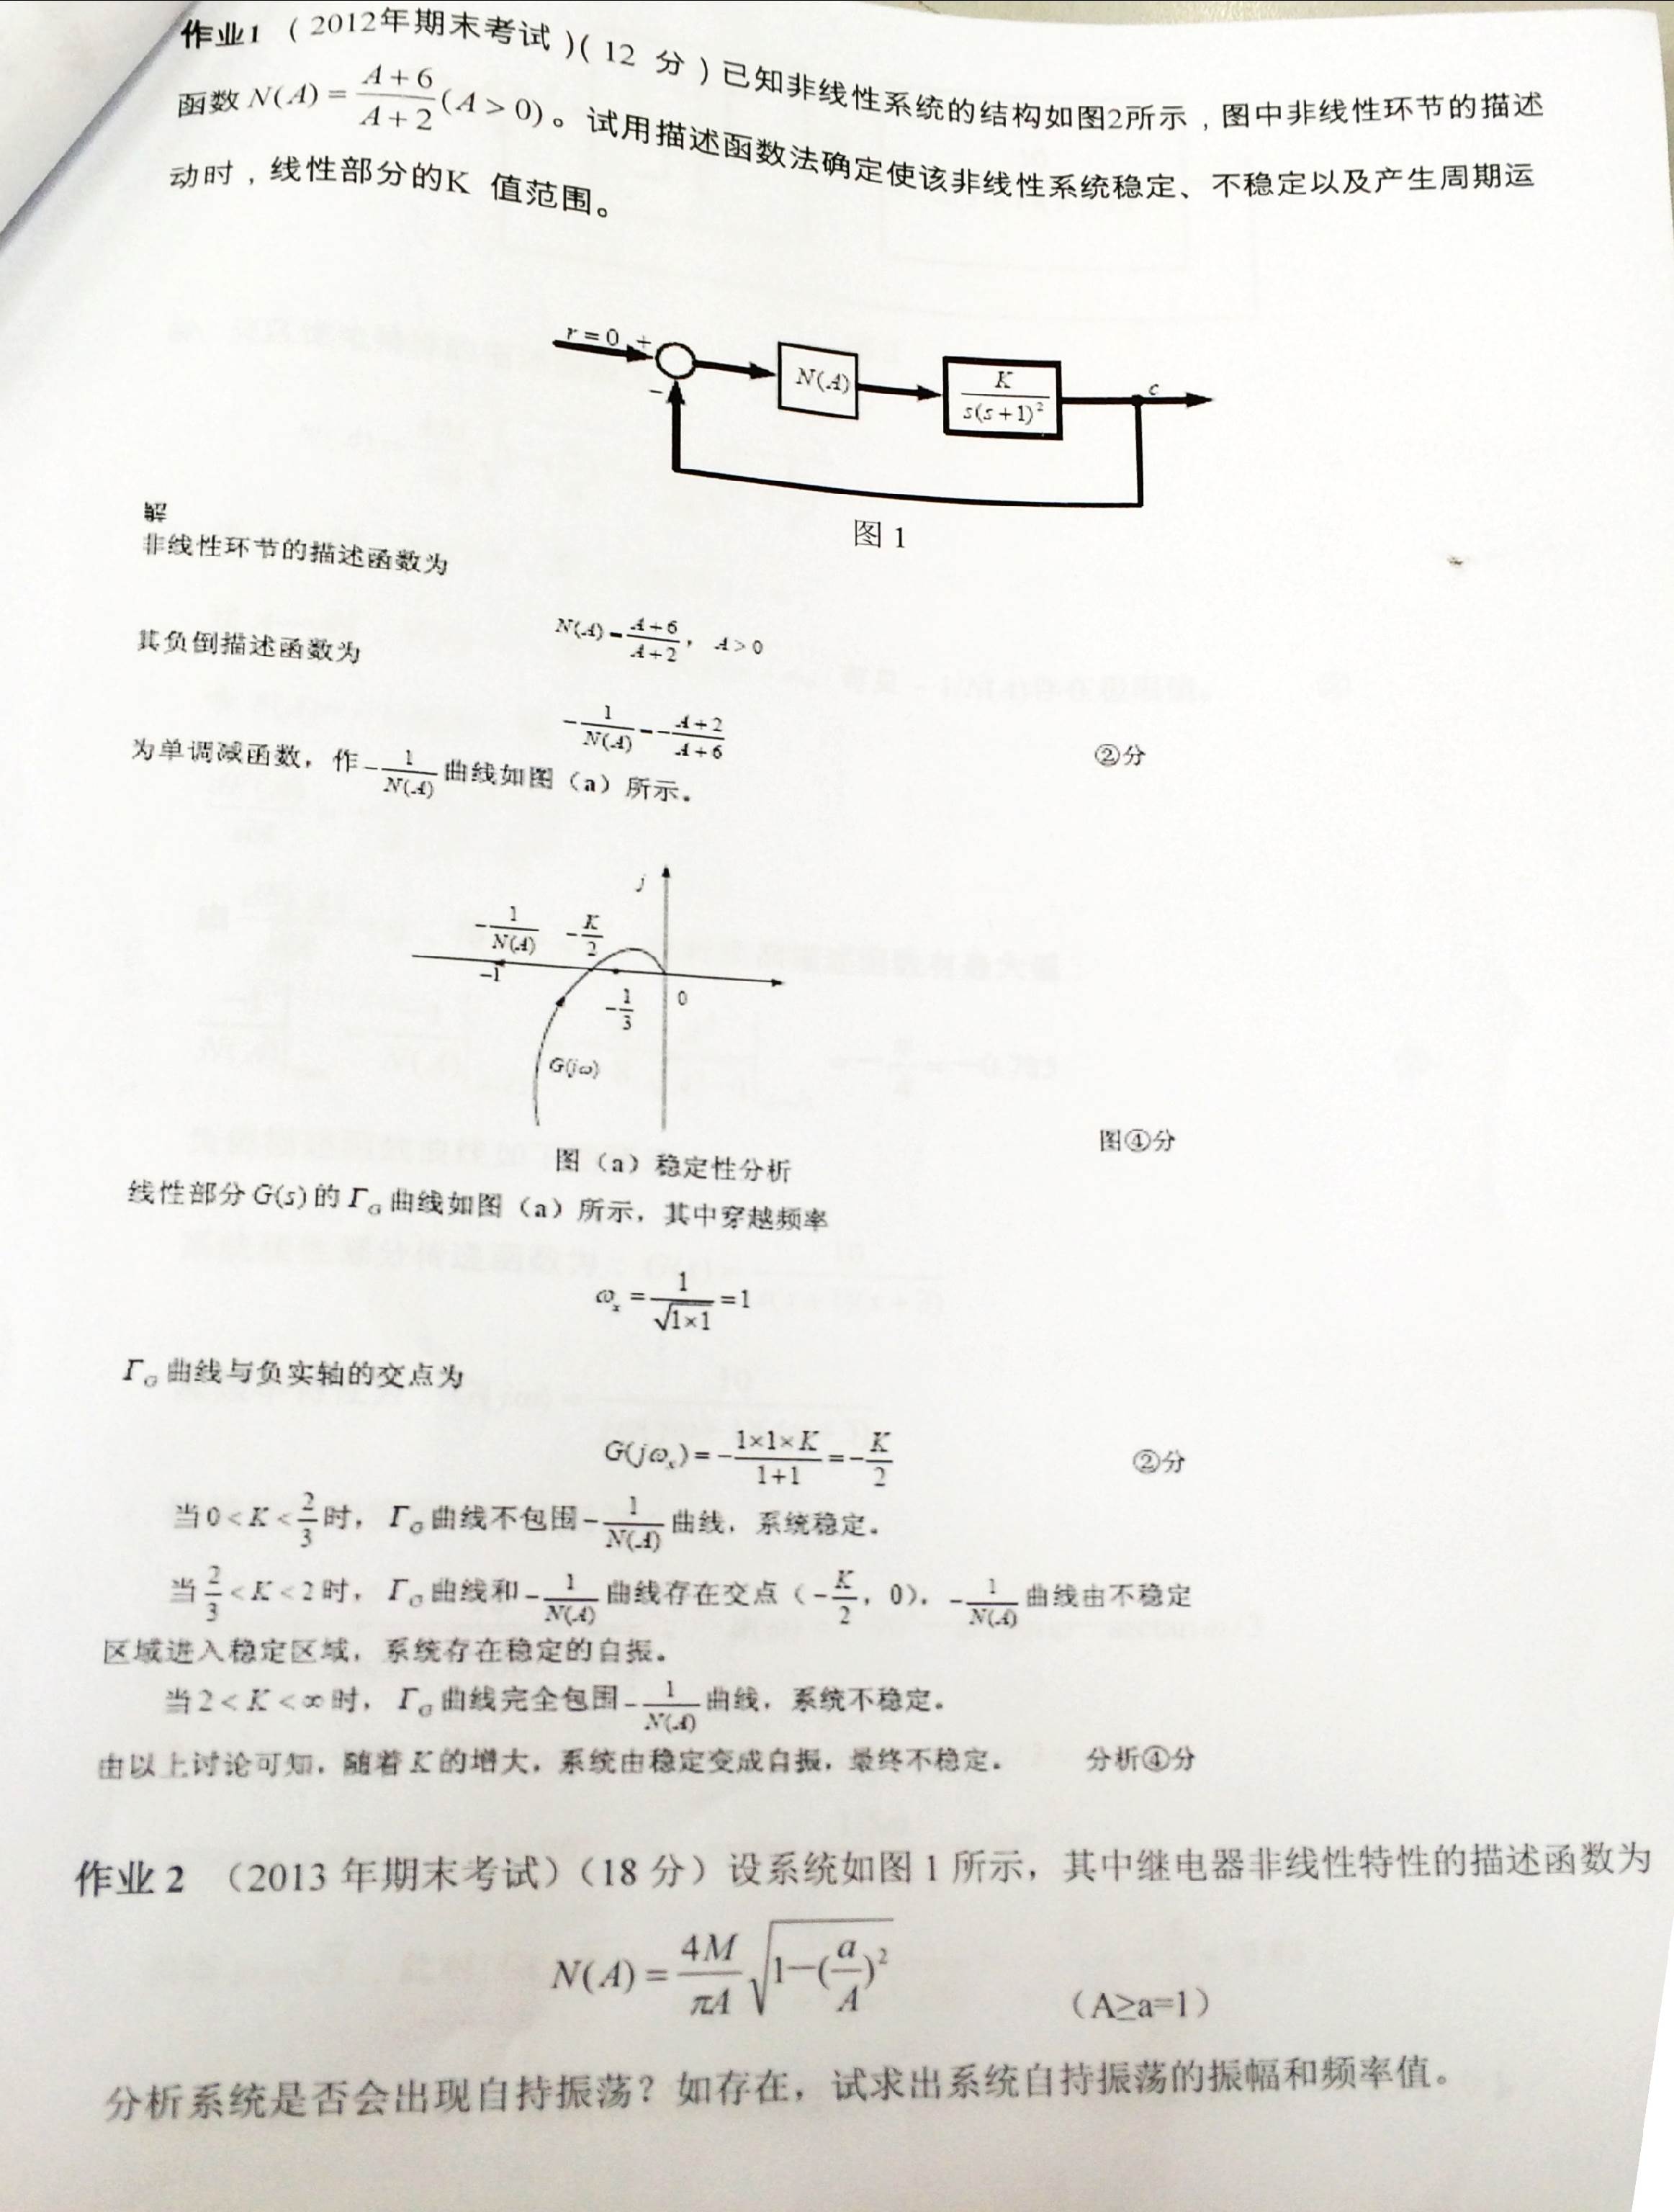 作业1 ( 2012年期末考试 )( 12 分 ) 已知非线性系统的结构如图2所示 , 图中非线性环节的描述
函数 N(A) = \frac{A+6}{A+2} (A > 0) 。试用描述函数法确定使该非线性系统稳定、不稳定以及产生周期运
动时 , 线性部分的K 值范围。
r = 0 + - N(A) \frac{K}{s(s+1)^2} c
图 1
解
非线性环节的描述函数为
N(A) = \frac{A+6}{A+2}, A > 0
其负倒描述函数为
-\frac{1}{N(A)} = -\frac{A+2}{A+6}
②分
为单调减函数,作 -\frac{1}{N(A)} 曲线如图（a）所示。
j
-\frac{1}{N(A)} -\frac{K}{2}
-1 -\frac{1}{3} 0
G(jω)
图④分
图（a）稳定性分析
线性部分 G(s) 的 Γ_G 曲线如图（a）所示,其中穿越频率
ω_x = \frac{1}{\sqrt{1×1}} = 1
Γ_G 曲线与负实轴的交点为
G(jω_x) = -\frac{1×1×K}{1+1} = -\frac{K}{2} ②分
当 0 < K < \frac{2}{3} 时, Γ_G 曲线不包围 -\frac{1}{N(A)} 曲线,系统稳定。
当 \frac{2}{3} < K < 2 时, Γ_G 曲线和 -\frac{1}{N(A)} 曲线存在交点（-\frac{K}{2}, 0）, -\frac{1}{N(A)} 曲线由不稳定
区域进入稳定区域,系统存在稳定的自振。
当 2 < K < ∞ 时, Γ_G 曲线完全包围 -\frac{1}{N(A)} 曲线,系统不稳定。
由以上讨论可知,随着 K 的增大,系统由稳定变成自振,最终不稳定。 分析④分
作业 2 （2013 年期末考试）（18 分）设系统如图 1 所示，其中继电器非线性特性的描述函数为
N(A) = \frac{4M}{πA} \sqrt{1-(\frac{a}{A})^2} （A≥a=1）
分析系统是否会出现自持振荡？如存在，试求出系统自持振荡的振幅和频率值。